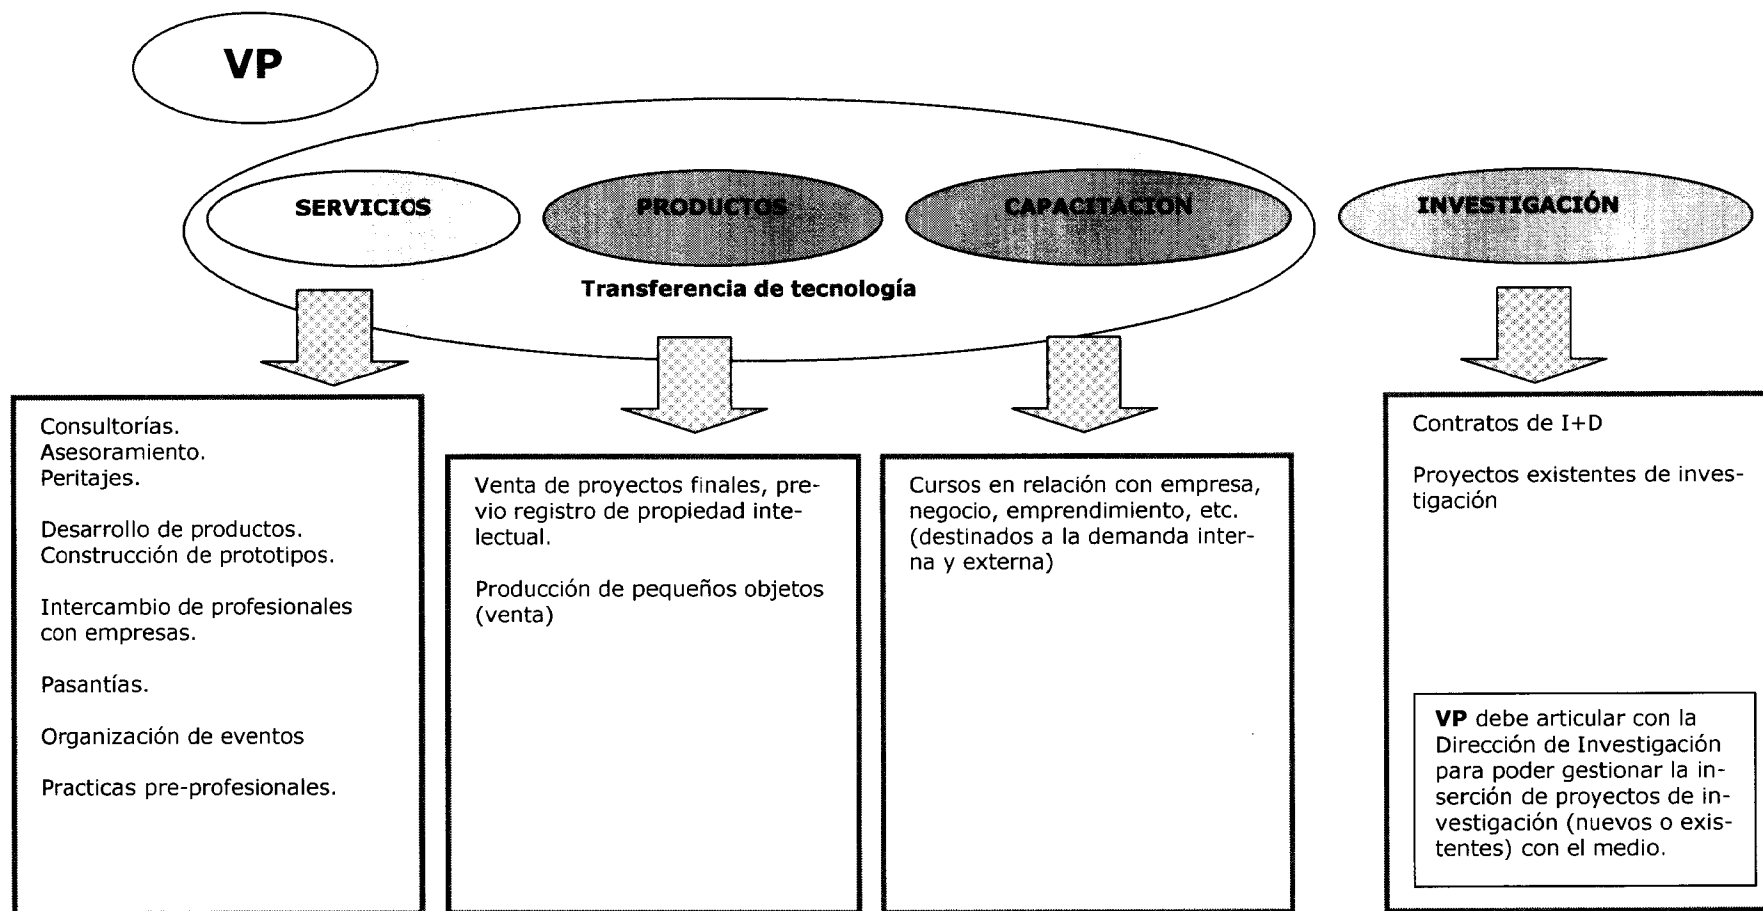 VP
SERVICIOS
PRODUCTOS
CAPACITACION
INVESTIGACIÓN
Transferencia de tecnología
Consultorías.
Asesoramiento.
Peritajes.
Desarrollo de productos.
Construcción de prototipos.
Intercambio de profesionales
con empresas.
Pasantías.
Organización de eventos
Practicas pre-profesionales.
Venta de proyectos finales, pre-
vio registro de propiedad inte-
lectual.
Producción de pequeños objetos
(venta)
Cursos en relación con empresa,
negocio, emprendimiento, etc.
(destinados a la demanda inter-
na y externa)
Contratos de I+D
Proyectos existentes de inves-
tigación
VP debe articular con la
Dirección de Investigación
para poder gestionar la in-
serción de proyectos de in-
vestigación (nuevos o exis-
tentes) con el medio.